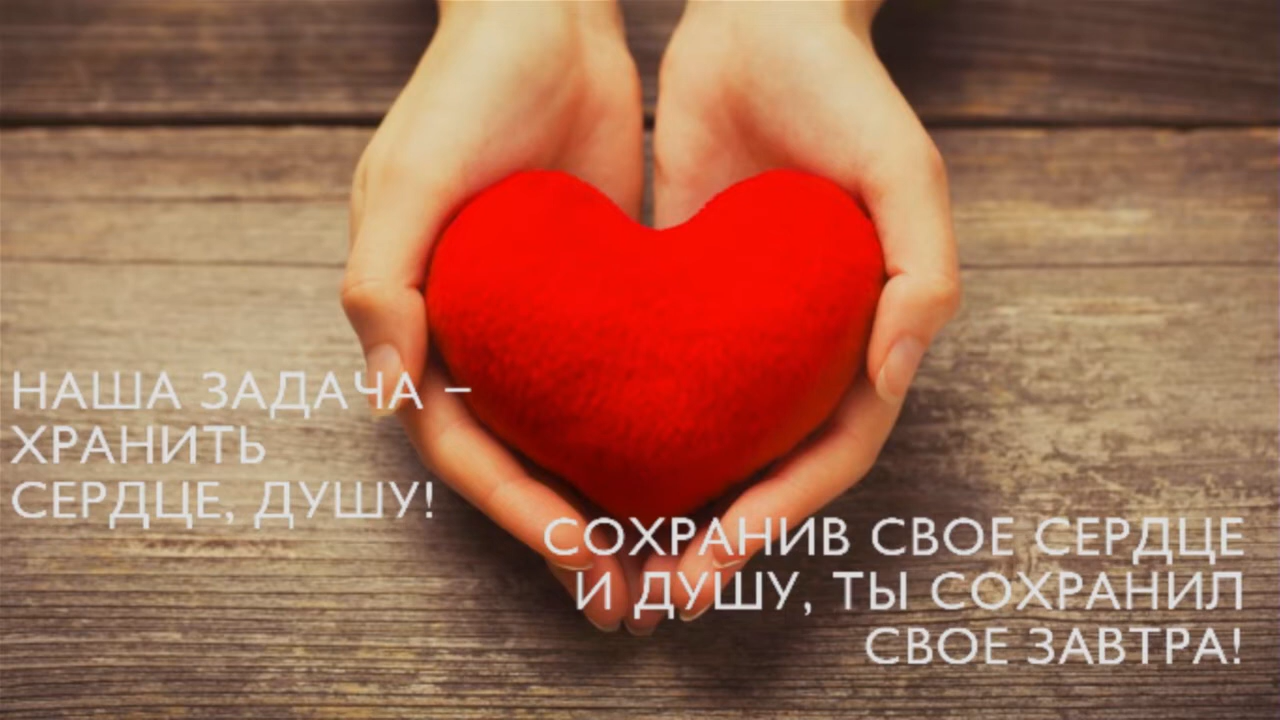 НАША ЗАДАЧА –
ХРАНИТЬ
СЕРДЦЕ, ДУШУ!
СОХРАНИВ СВОЕ СЕРДЦЕ
И ДУШУ, ТЫ СОХРАНИЛ
СВОЕ ЗАВТРА!